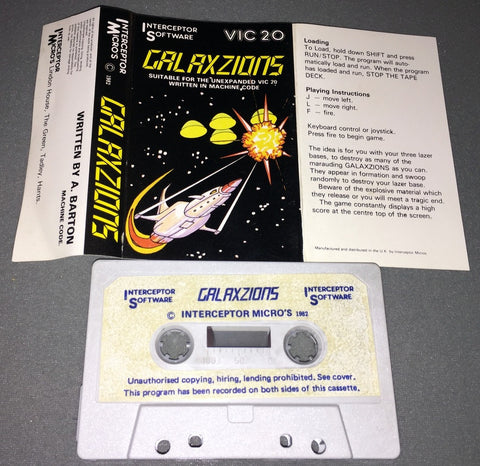 INTERCEPTOR
MICRO'S
© 1982
GALAXZIONS
INTERCEPTOR
MICRO'S London House, The Green, Tadley, Hants.
WRITTEN BY A. BARTON
MACHINE CODE.
INTERCEPTOR
SOFTWARE
VIC 20
GALAXZIONS
SUITABLE FOR THE UNEXPANDED VIC 20
WRITTEN IN MACHINE CODE
Loading
To Load, hold down SHIFT and press
RUN/STOP. The program will auto-
matically load and run. When the program
has loaded and run, STOP THE TAPE
DECK.
Playing Instructions
J — move left.
L — move right.
F — fire.
Keyboard control or joystick.
Press fire to begin game.
The idea is for you with your three lazer
bases, to destroy as many of the
marauding GALAXZIONS as you can.
They appear in formation and swoop
randomly to destroy your lazer base.
Beware of the explosive material which
they release or you will meet a tragic end.
The game constantly displays a high
score at the centre top of the screen.
Manufactured and distributed in the U.K. by Interceptor Micros
INTERCEPTOR
SOFTWARE
GALAXZIONS
INTERCEPTOR
SOFTWARE
© INTERCEPTOR MICRO'S 1982
Unauthorised copying, hiring, lending prohibited. See cover.
This program has been recorded on both sides of this cassette.